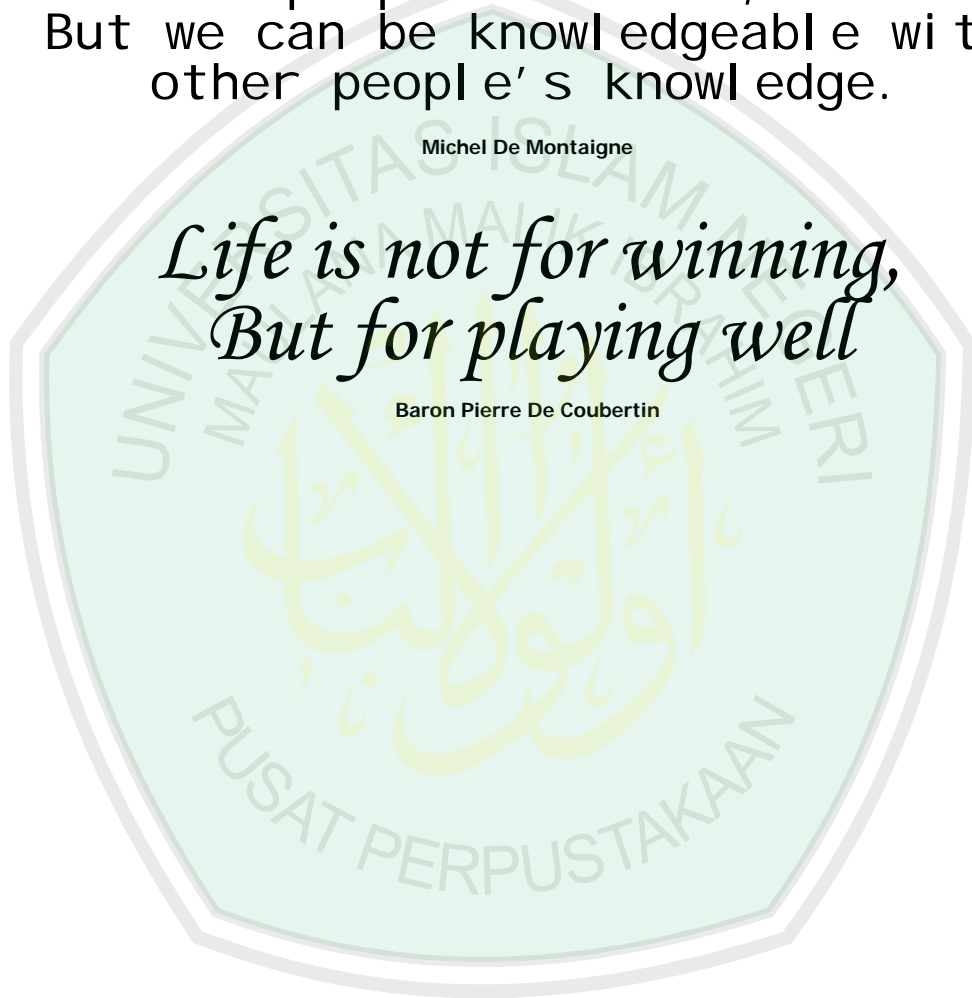 But we can be knowledgeable wit
other people's knowledge.
Michel De Montaigne
Life is not for winning,
But for playing well
Baron Pierre De Coubertin
UNIVERSITAS ISLAM NEGERI
MAULANA MALIK IBRAHIM
PUSAT PERPUSTAKAAN